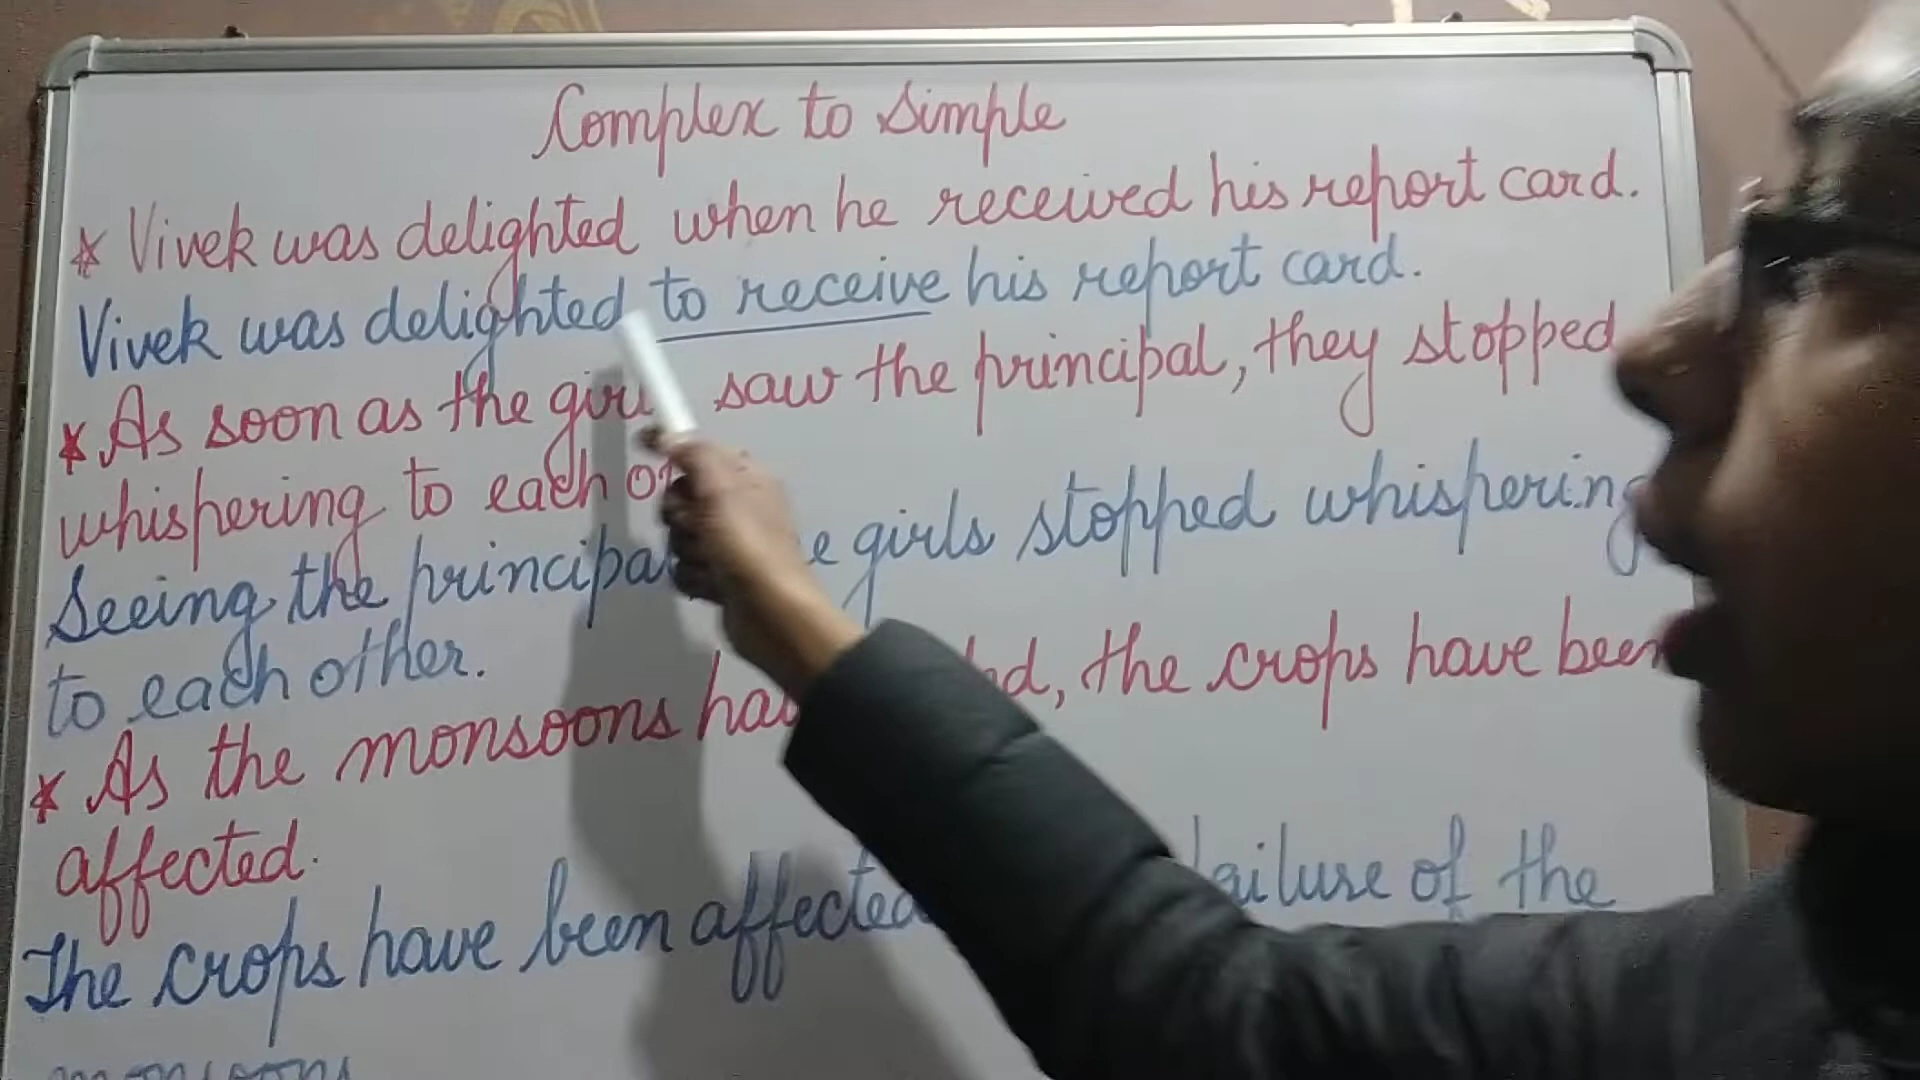 Complex to Simple
* Vivek was delighted when he received his report card.
Vivek was delighted to receive his report card.
* As soon as the saw the principal, they stopped
whispering to each
Seeing the girls stopped whispering
to each other.
* As the monsoons the crops have been
affected.
The crops have been affected of the
monsoons